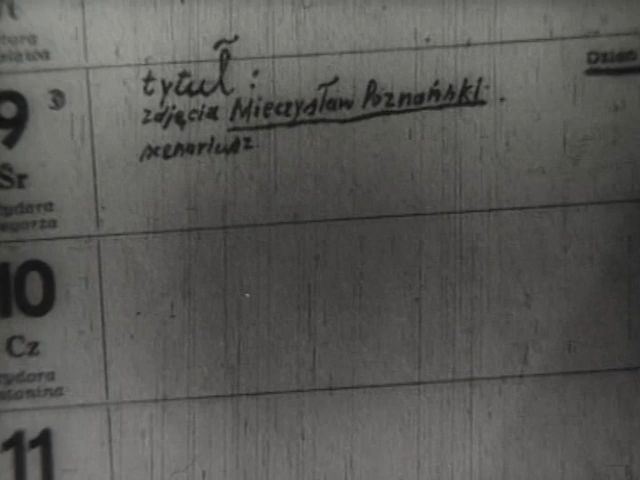 Dzień
9
tytuł :
zdjęcia Mieczysław Poznański.
scenariusz
Śr
10
Cz
11